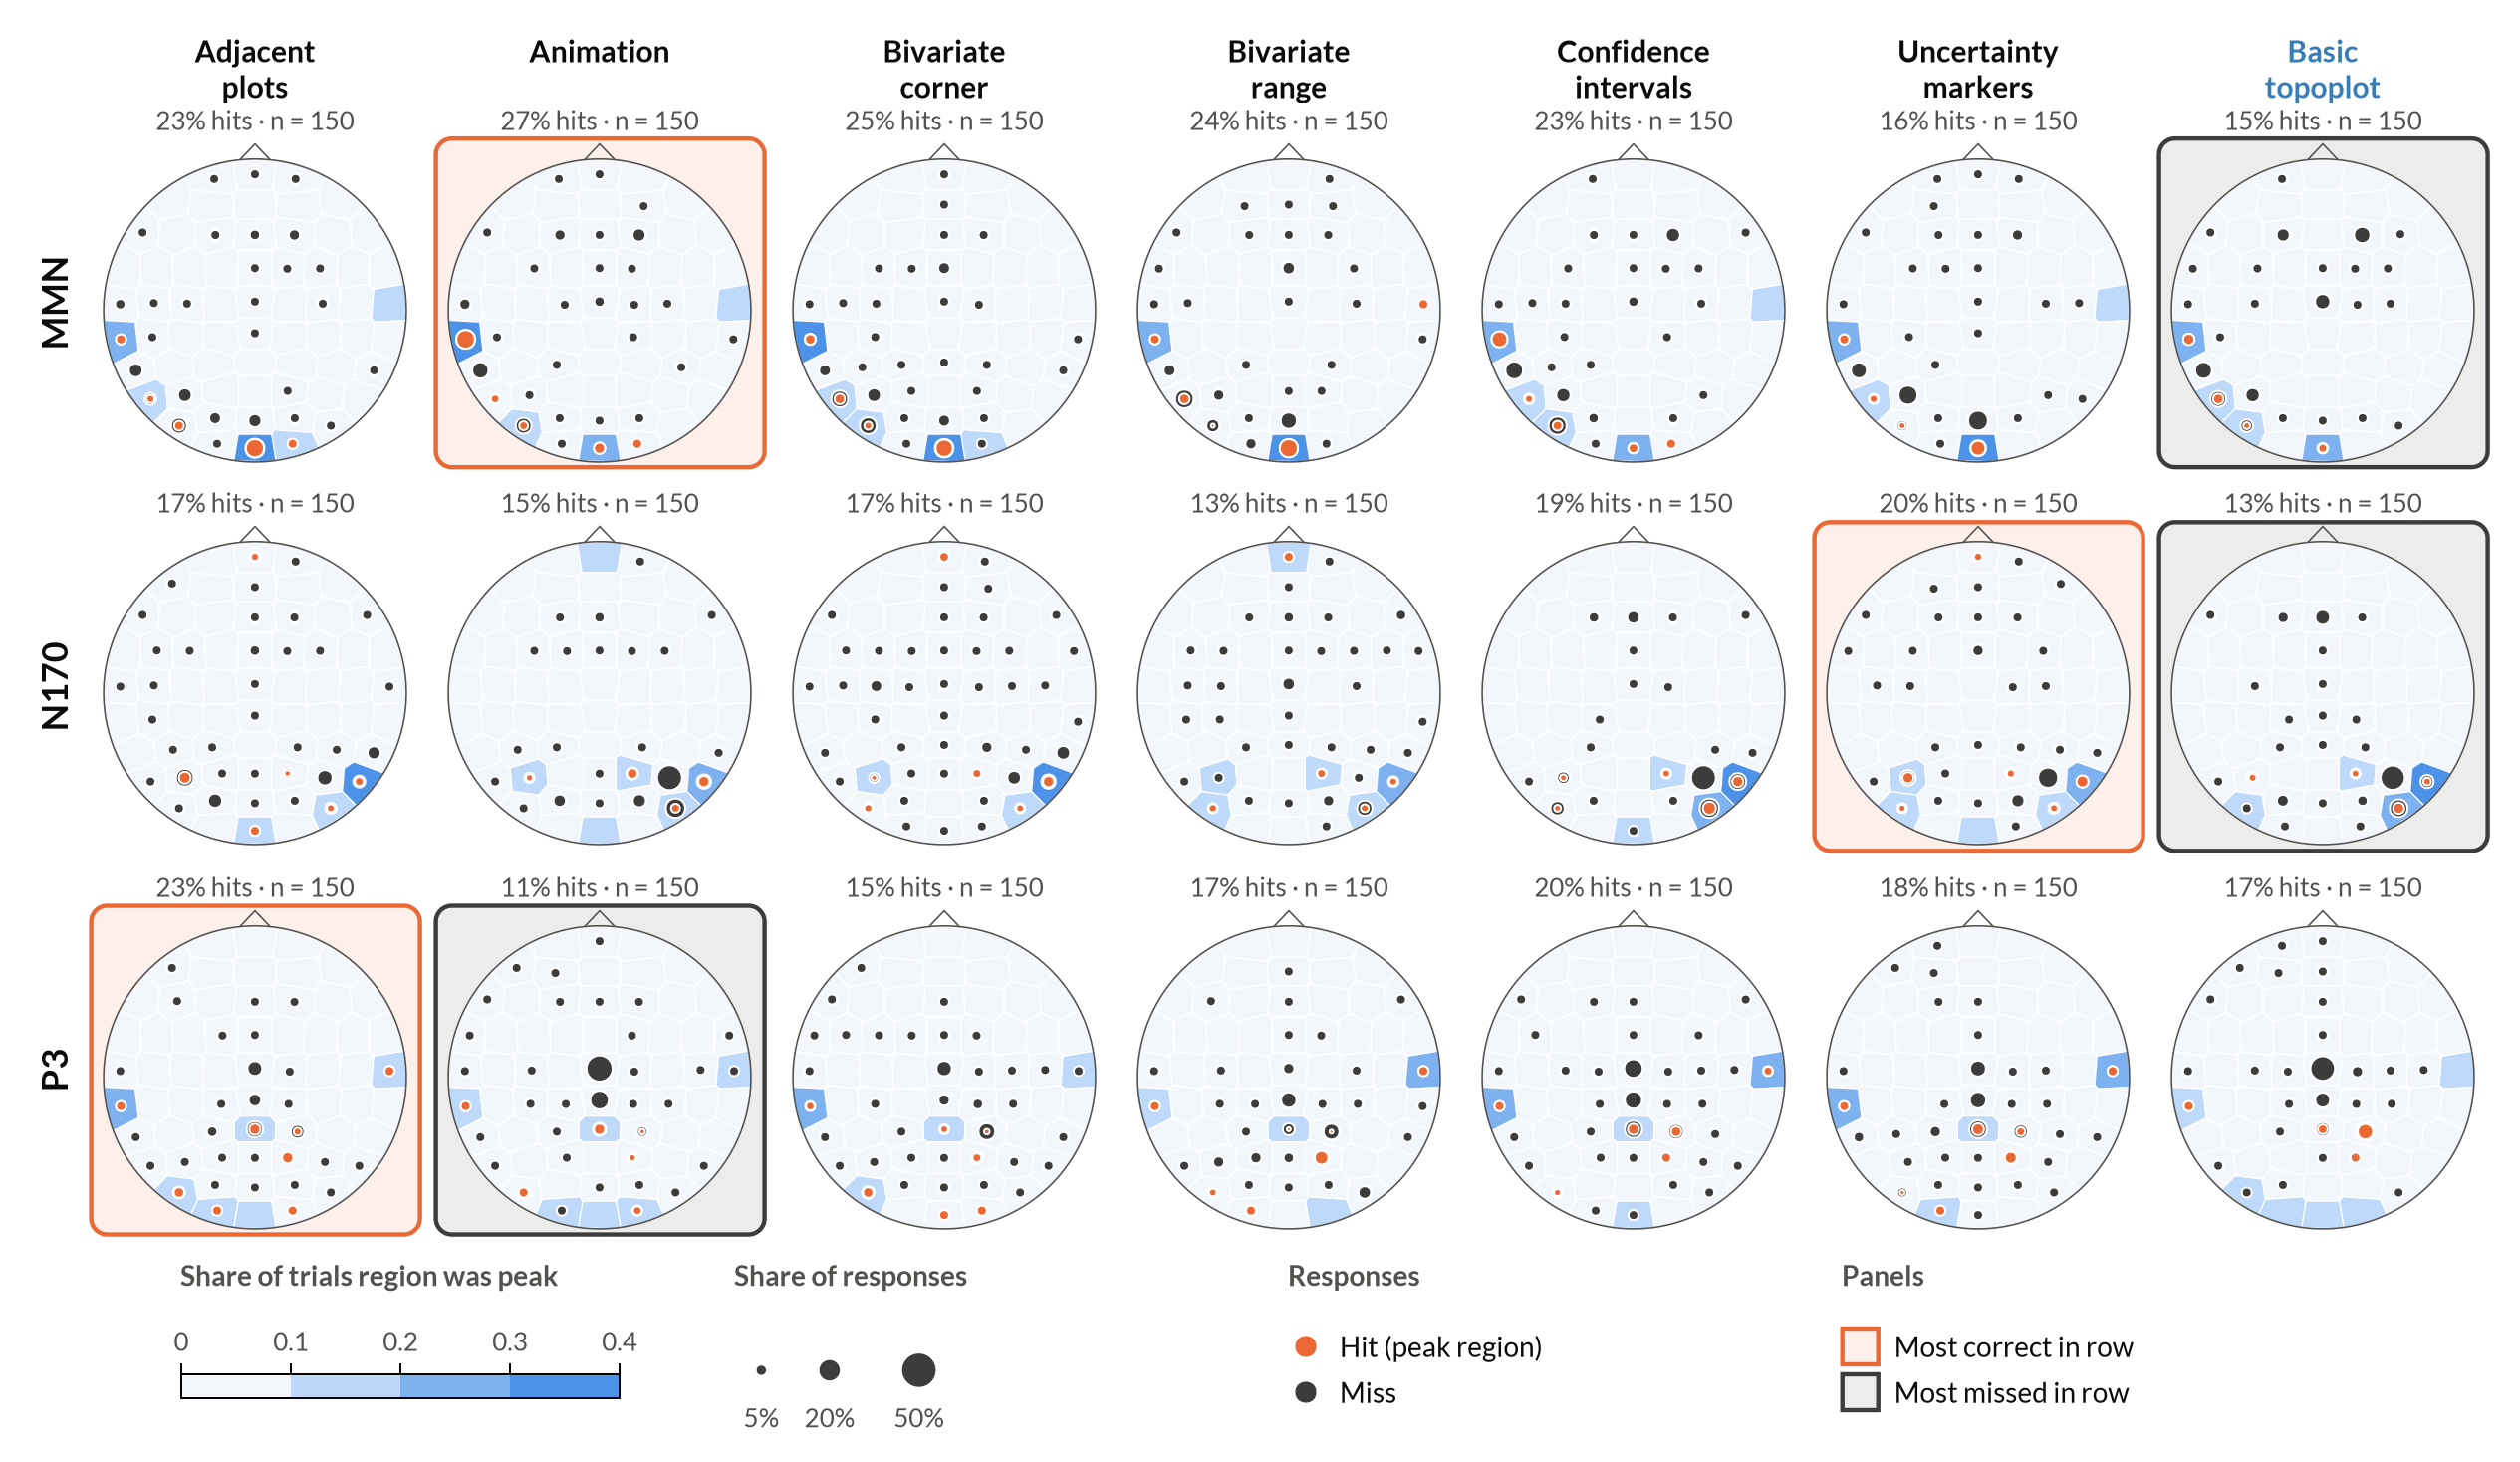 Adjacent plots
Animation
Bivariate corner
Bivariate range
Confidence intervals
Uncertainty markers
Basic topoplot
23% hits · n = 150
27% hits · n = 150
25% hits · n = 150
24% hits · n = 150
23% hits · n = 150
16% hits · n = 150
15% hits · n = 150
MMN
17% hits · n = 150
15% hits · n = 150
17% hits · n = 150
13% hits · n = 150
19% hits · n = 150
20% hits · n = 150
13% hits · n = 150
N170
23% hits · n = 150
11% hits · n = 150
15% hits · n = 150
17% hits · n = 150
20% hits · n = 150
18% hits · n = 150
17% hits · n = 150
P3
Share of trials region was peak
0 0.1 0.2 0.3 0.4
Share of responses
5% 20% 50%
Responses
Hit (peak region)
Miss
Panels
Most correct in row
Most missed in row